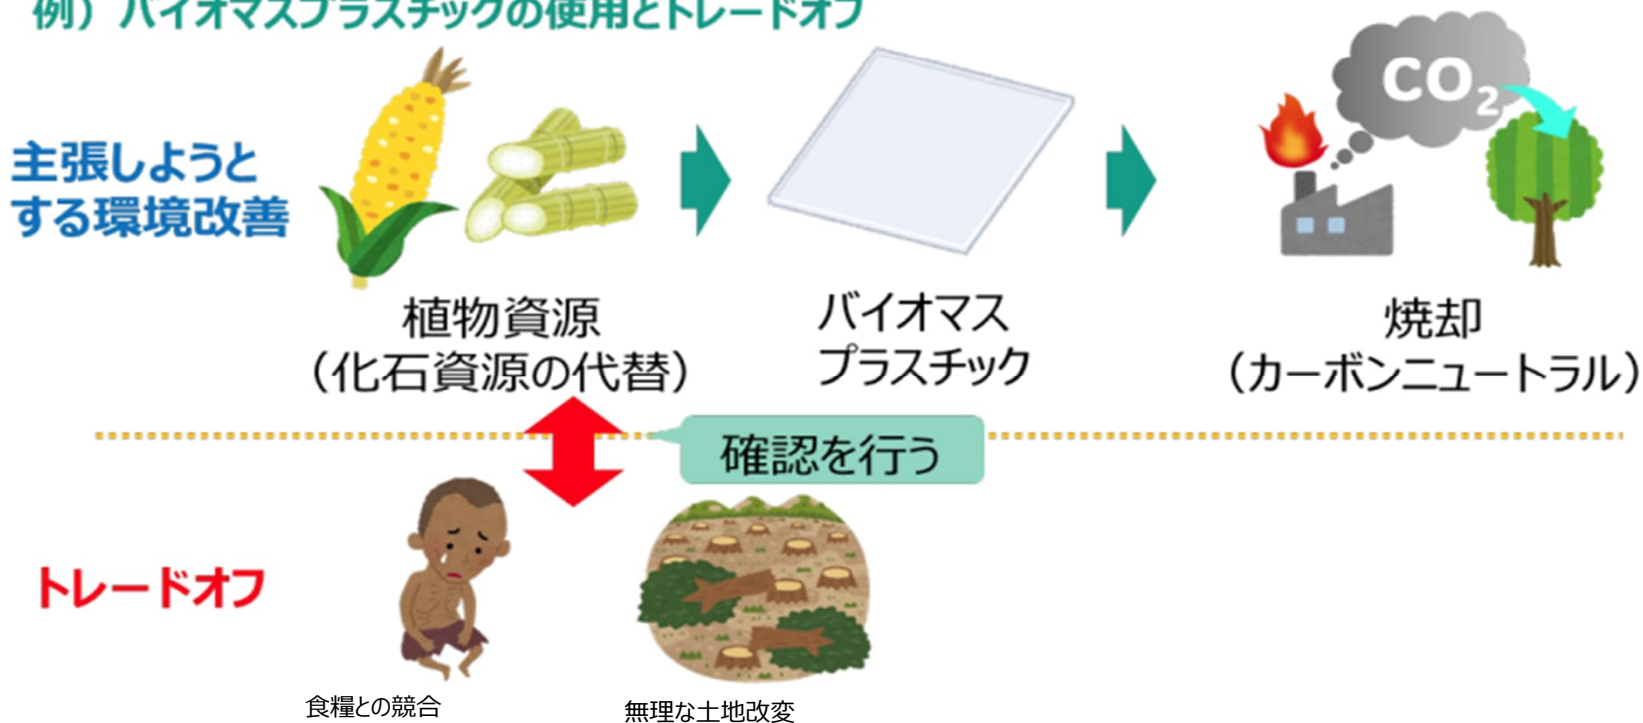 例）バイオマスプラスチックの使用とトレードオフ
主張しようと
する環境改善
CO₂
植物資源
（化石資源の代替）
バイオマス
プラスチック
焼却
（カーボンニュートラル）
確認を行う
トレードオフ
食糧との競合
無理な土地改変